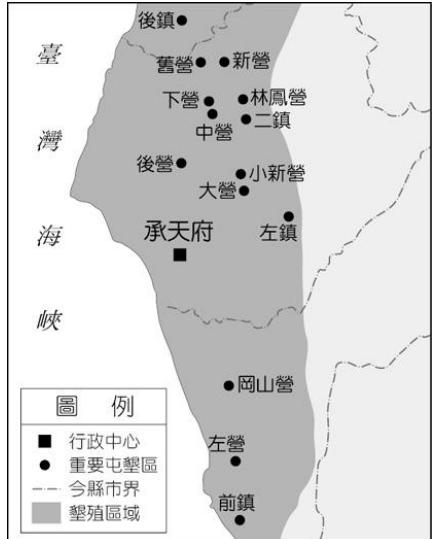 臺灣海峽
後鎮
舊營
新營
下營
林鳳營
中營
二鎮
後營
小新營
大營
左鎮
承天府
岡山營
左營
前鎮
圖 例
行政中心
重要屯墾區
今縣市界
墾殖區域